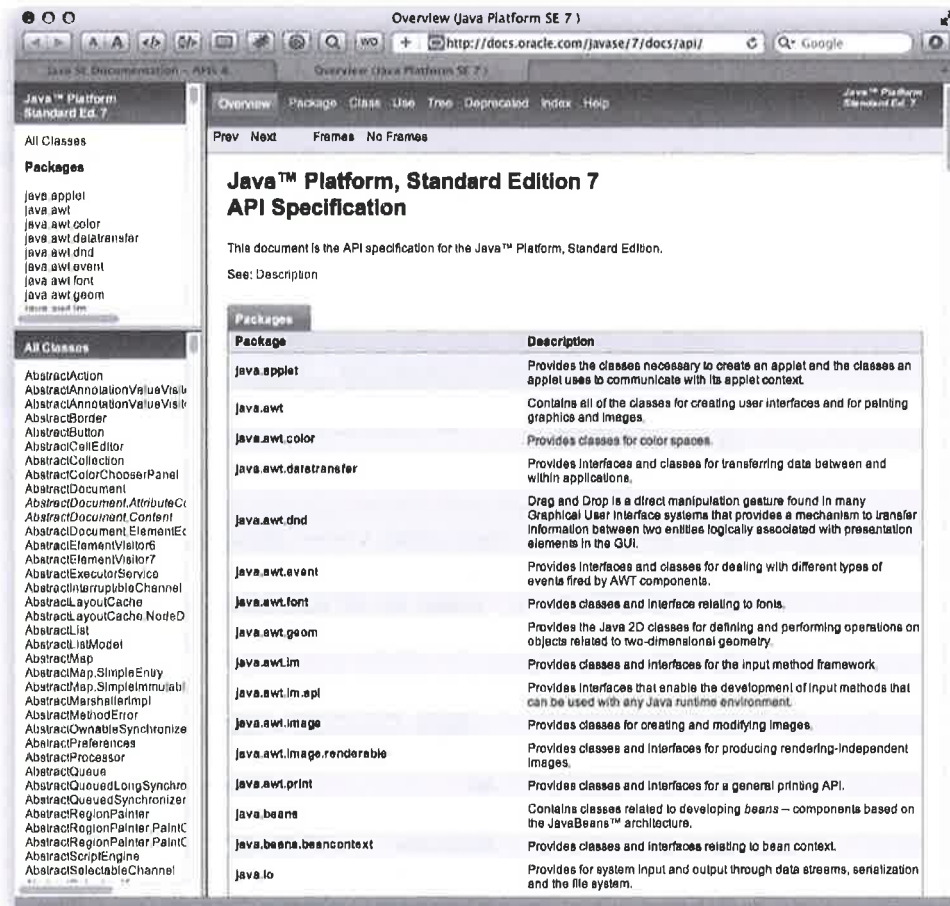 Overview (Java Platform SE 7 )
A A </> WO + http://docs.oracle.com/javase/7/docs/api/ Google
Java SE Documentation – APIs &
Overview (Java Platform SE 7 )
Java™ Platform
Standard Ed. 7
All Classes
Packages
java.applet
java.awt
java.awt.color
java.awt.datatransfer
java.awt.dnd
java.awt.event
java.awt.font
java.awt.geom
java.awt.im
All Classes
AbstractAction
AbstractAnnotationValueVisit
AbstractAnnotationValueVisit
AbstractBorder
AbstractButton
AbstractCellEditor
AbstractCollection
AbstractColorChooserPanel
AbstractDocument
AbstractDocument.AttributeCo
AbstractDocument.Content
AbstractDocument.ElementEd
AbstractElementVisitor6
AbstractElementVisitor7
AbstractExecutorService
AbstractInterruptibleChannel
AbstractLayoutCache
AbstractLayoutCache.NodeD
AbstractList
AbstractListModel
AbstractMap
AbstractMap.SimpleEntry
AbstractMap.SimpleImmutabl
AbstractMarshallerImpl
AbstractMethodError
AbstractOwnableSynchronize
AbstractPreferences
AbstractProcessor
AbstractQueue
AbstractQueuedLongSynchro
AbstractQueuedSynchronizer
AbstractRegionPainter
AbstractRegionPainter.PaintC
AbstractRegionPainter.PaintC
AbstractScriptEngine
AbstractSelectableChannel
Overview Package Class Use Tree Deprecated Index Help
Java™ Platform
Standard Ed. 7
Prev Next Frames No Frames
Java™ Platform, Standard Edition 7
API Specification
This document is the API specification for the Java™ Platform, Standard Edition.
See: Description
Packages
Package Description
java.applet Provides the classes necessary to create an applet and the classes an
applet uses to communicate with its applet context.
java.awt Contains all of the classes for creating user interfaces and for painting
graphics and images.
java.awt.color Provides classes for color spaces.
java.awt.datatransfer Provides interfaces and classes for transferring data between and
within applications.
java.awt.dnd Drag and Drop is a direct manipulation gesture found in many
Graphical User Interface systems that provides a mechanism to transfer
information between two entities logically associated with presentation
elements in the GUI.
java.awt.event Provides interfaces and classes for dealing with different types of
events fired by AWT components.
java.awt.font Provides classes and interface relating to fonts.
java.awt.geom Provides the Java 2D classes for defining and performing operations on
objects related to two-dimensional geometry.
java.awt.im Provides classes and interfaces for the input method framework.
java.awt.im.spi Provides interfaces that enable the development of input methods that
can be used with any Java runtime environment.
java.awt.image Provides classes for creating and modifying images.
java.awt.image.renderable Provides classes and interfaces for producing rendering-independent
images.
java.awt.print Provides classes and interfaces for a general printing API.
java.beans Contains classes related to developing beans – components based on
the JavaBeans™ architecture.
java.beans.beancontext Provides classes and interfaces relating to bean context.
java.io Provides for system input and output through data streams, serialization
and the file system.